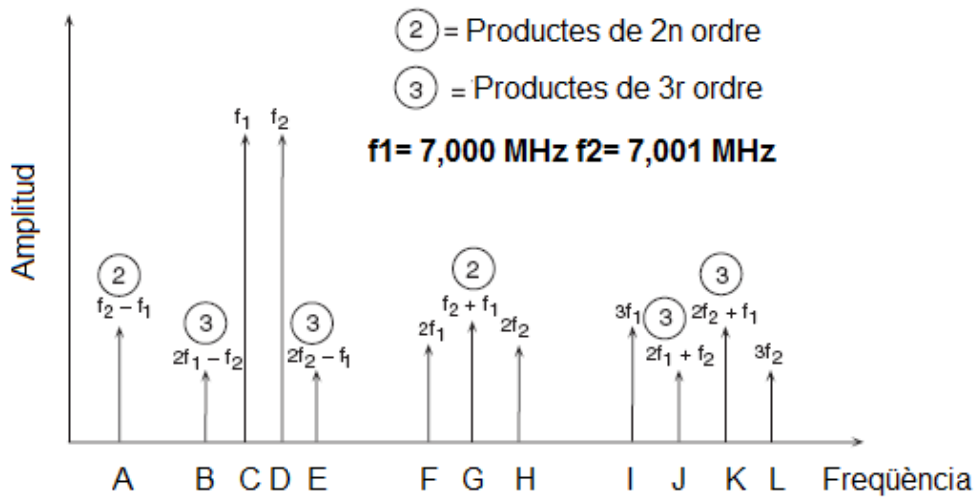 ② = Productes de 2n ordre
③ = Productes de 3r ordre
f1= 7,000 MHz f2= 7,001 MHz
Amplitud
f₁
f₂
②
f₂ – f₁
③
2f₁ – f₂
③
2f₂ – f₁
2f₁
②
f₂ + f₁
2f₂
3f₁
③
2f₁ + f₂
③
2f₂ + f₁
3f₂
A B C D E F G H I J K L Freqüència